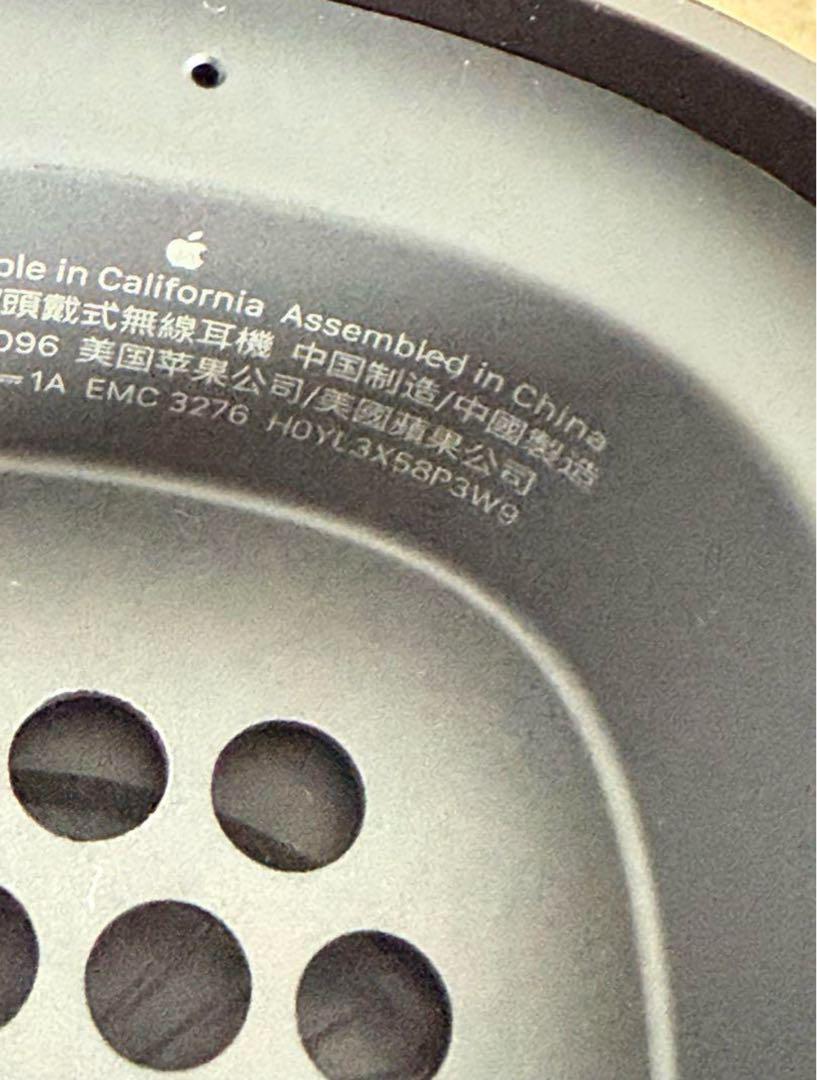 ple in California Assembled in China
頭戴式無線耳機 中国制造/中國製造
096 美国苹果公司/美國蘋果公司
⎓1A EMC 3276 H0YL3X58P3W9